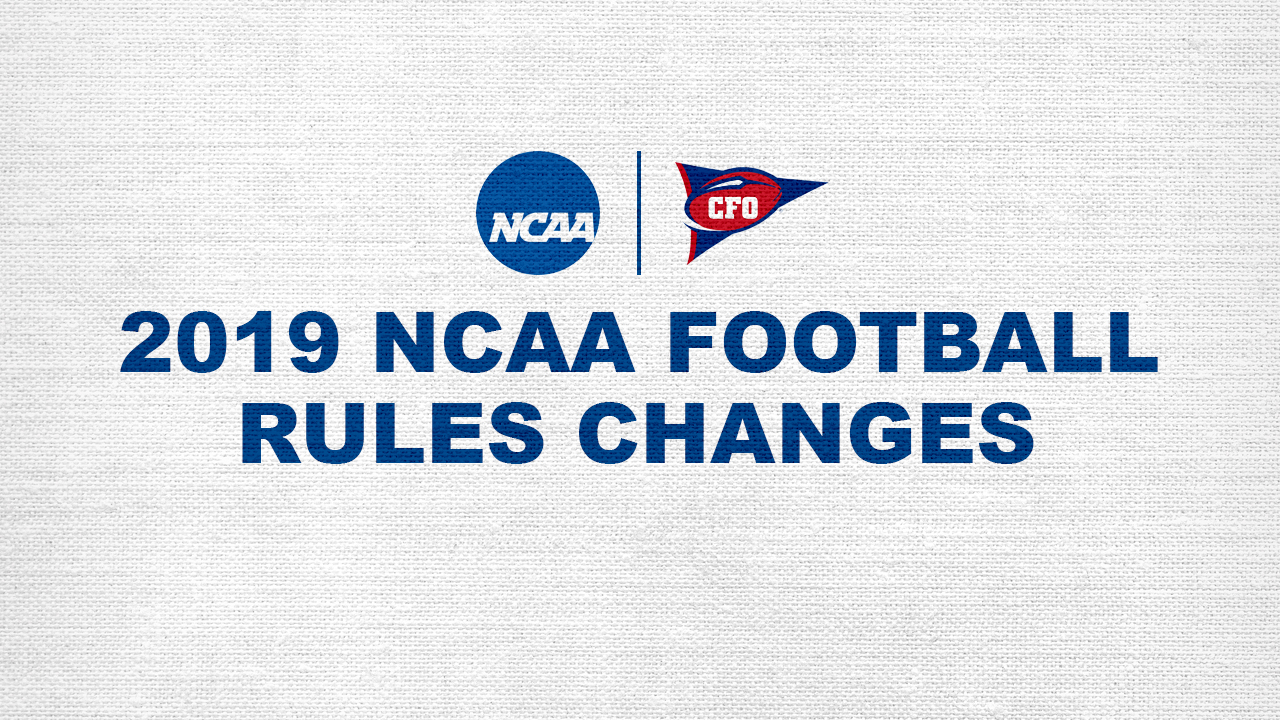 NCAA
CFO
2019 NCAA FOOTBALL
RULES CHANGES